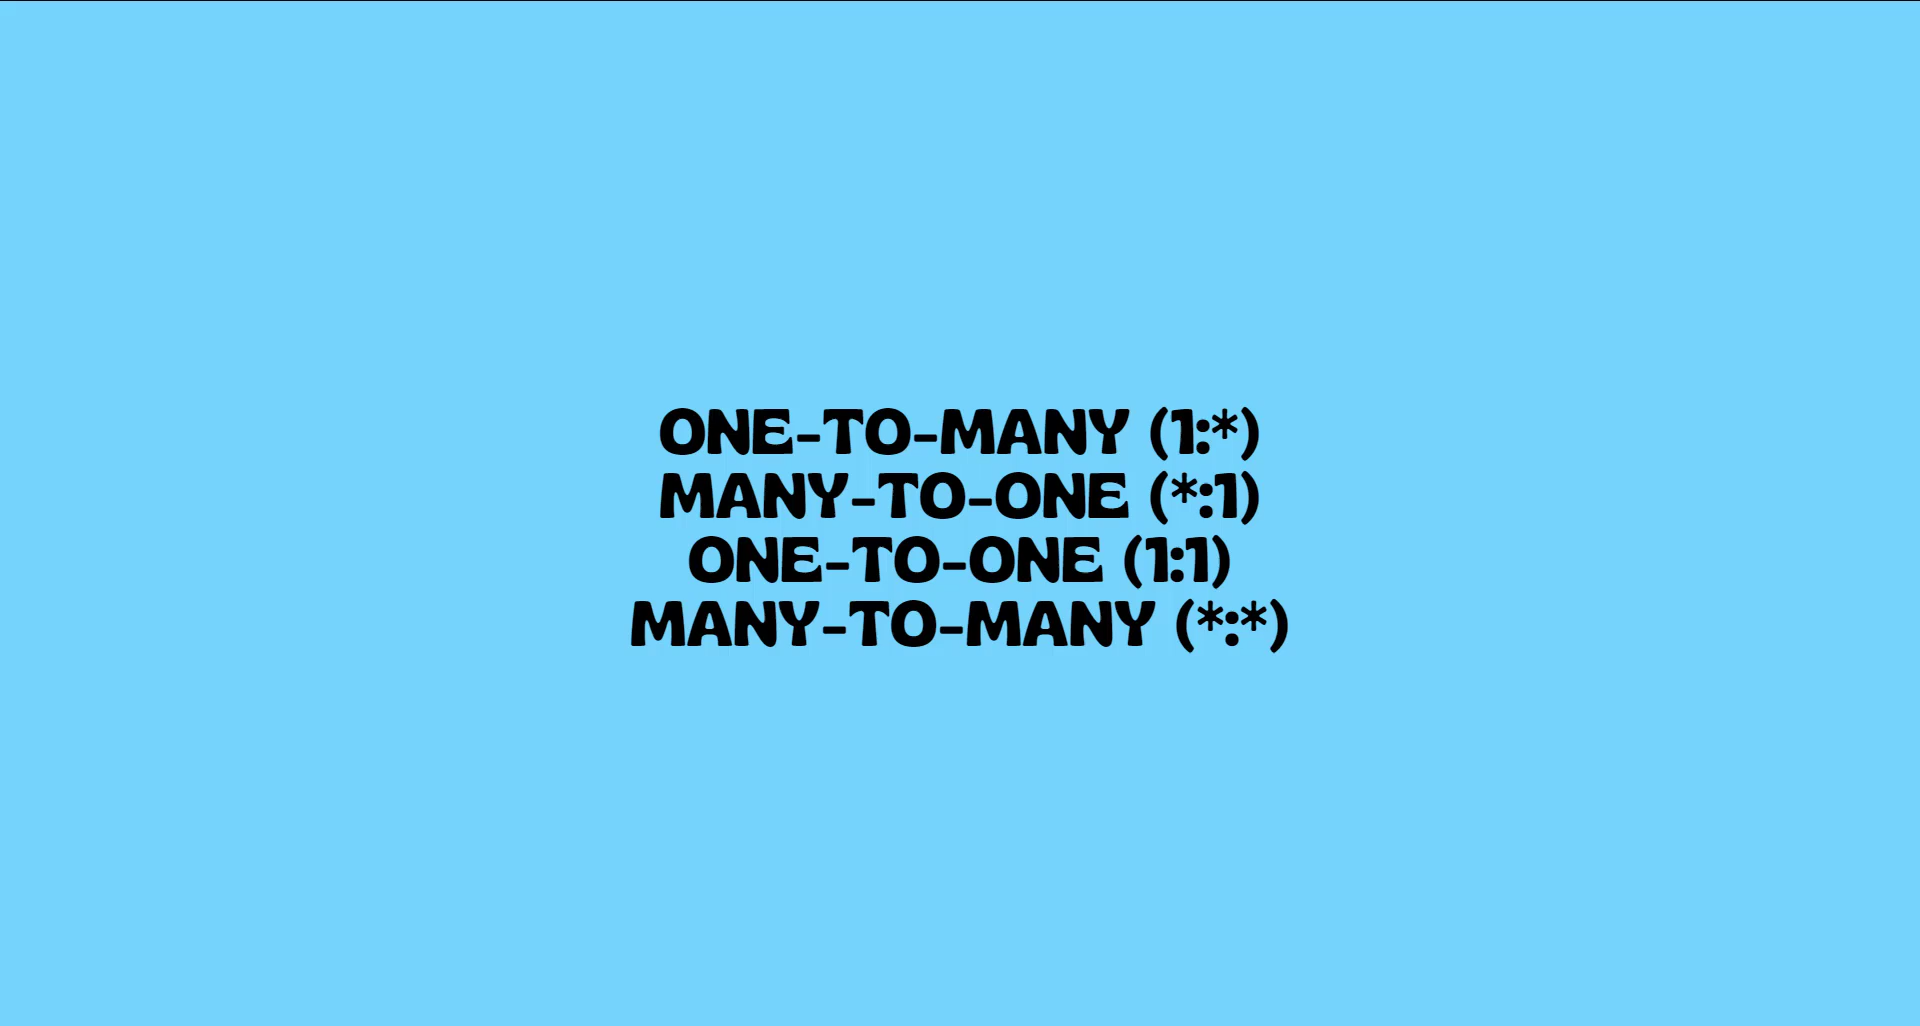 ONE-TO-MANY (1:*)
MANY-TO-ONE (*:1)
ONE-TO-ONE (1:1)
MANY-TO-MANY (*:*)